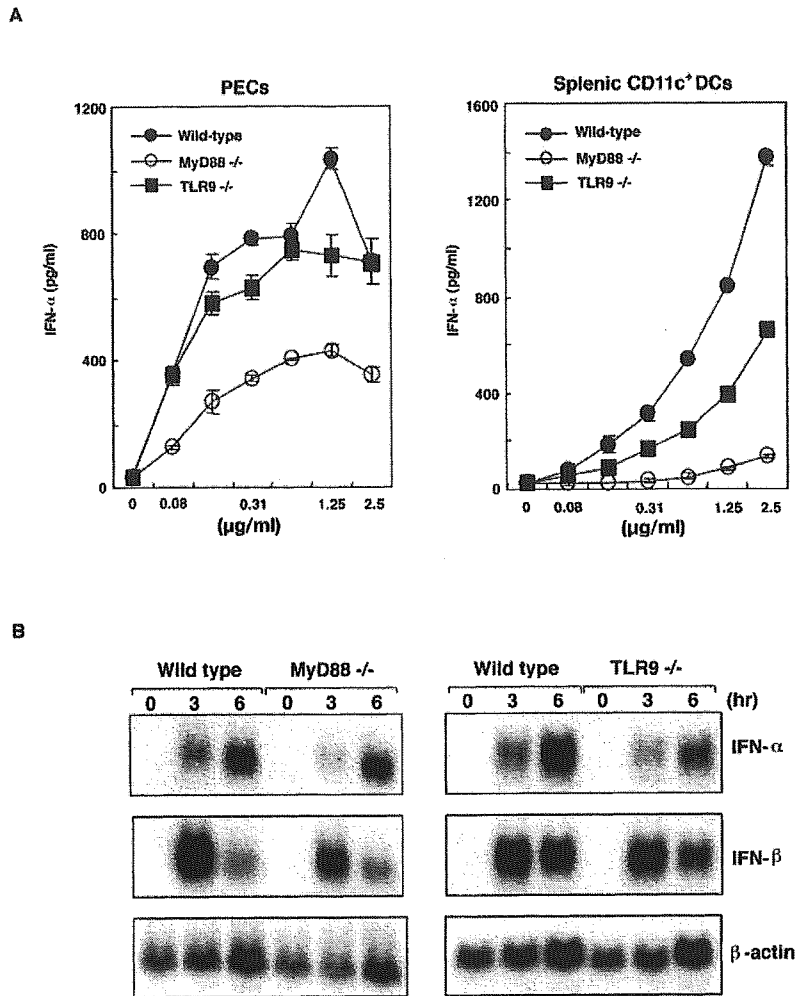 A
PECs
1200
800
400
0
IFN-α (pg/ml)
Wild-type
MyD88 -/-
TLR9 -/-
0 0.08 0.31 1.25 2.5
(μg/ml)
Splenic CD11c+ DCs
1600
1400
800
400
0
IFN-α (pg/ml)
Wild-type
MyD88 -/-
TLR9 -/-
0 0.08 0.31 1.25 2.5
(μg/ml)
B
Wild type MyD88 -/-
0 3 6 0 3 6
Wild type TLR9 -/-
0 3 6 0 3 6 (hr)
IFN-α
IFN-β
β-actin